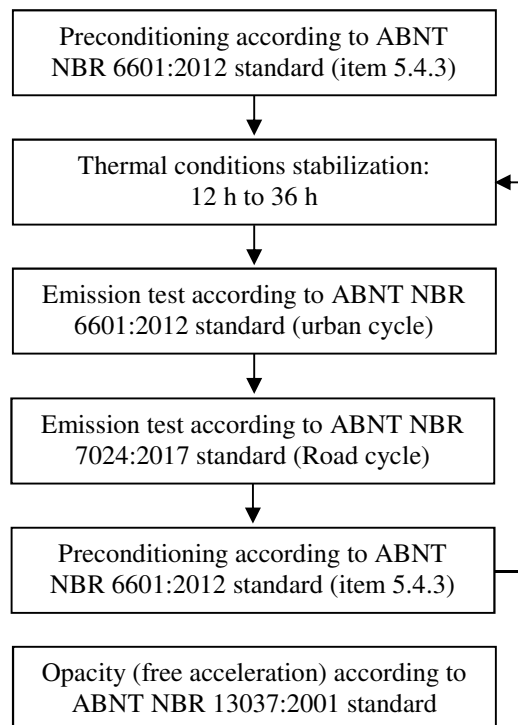 Preconditioning according to ABNT
NBR 6601:2012 standard (item 5.4.3)
Thermal conditions stabilization:
12 h to 36 h
Emission test according to ABNT NBR
6601:2012 standard (urban cycle)
Emission test according to ABNT NBR
7024:2017 standard (Road cycle)
Preconditioning according to ABNT
NBR 6601:2012 standard (item 5.4.3)
Opacity (free acceleration) according to
ABNT NBR 13037:2001 standard